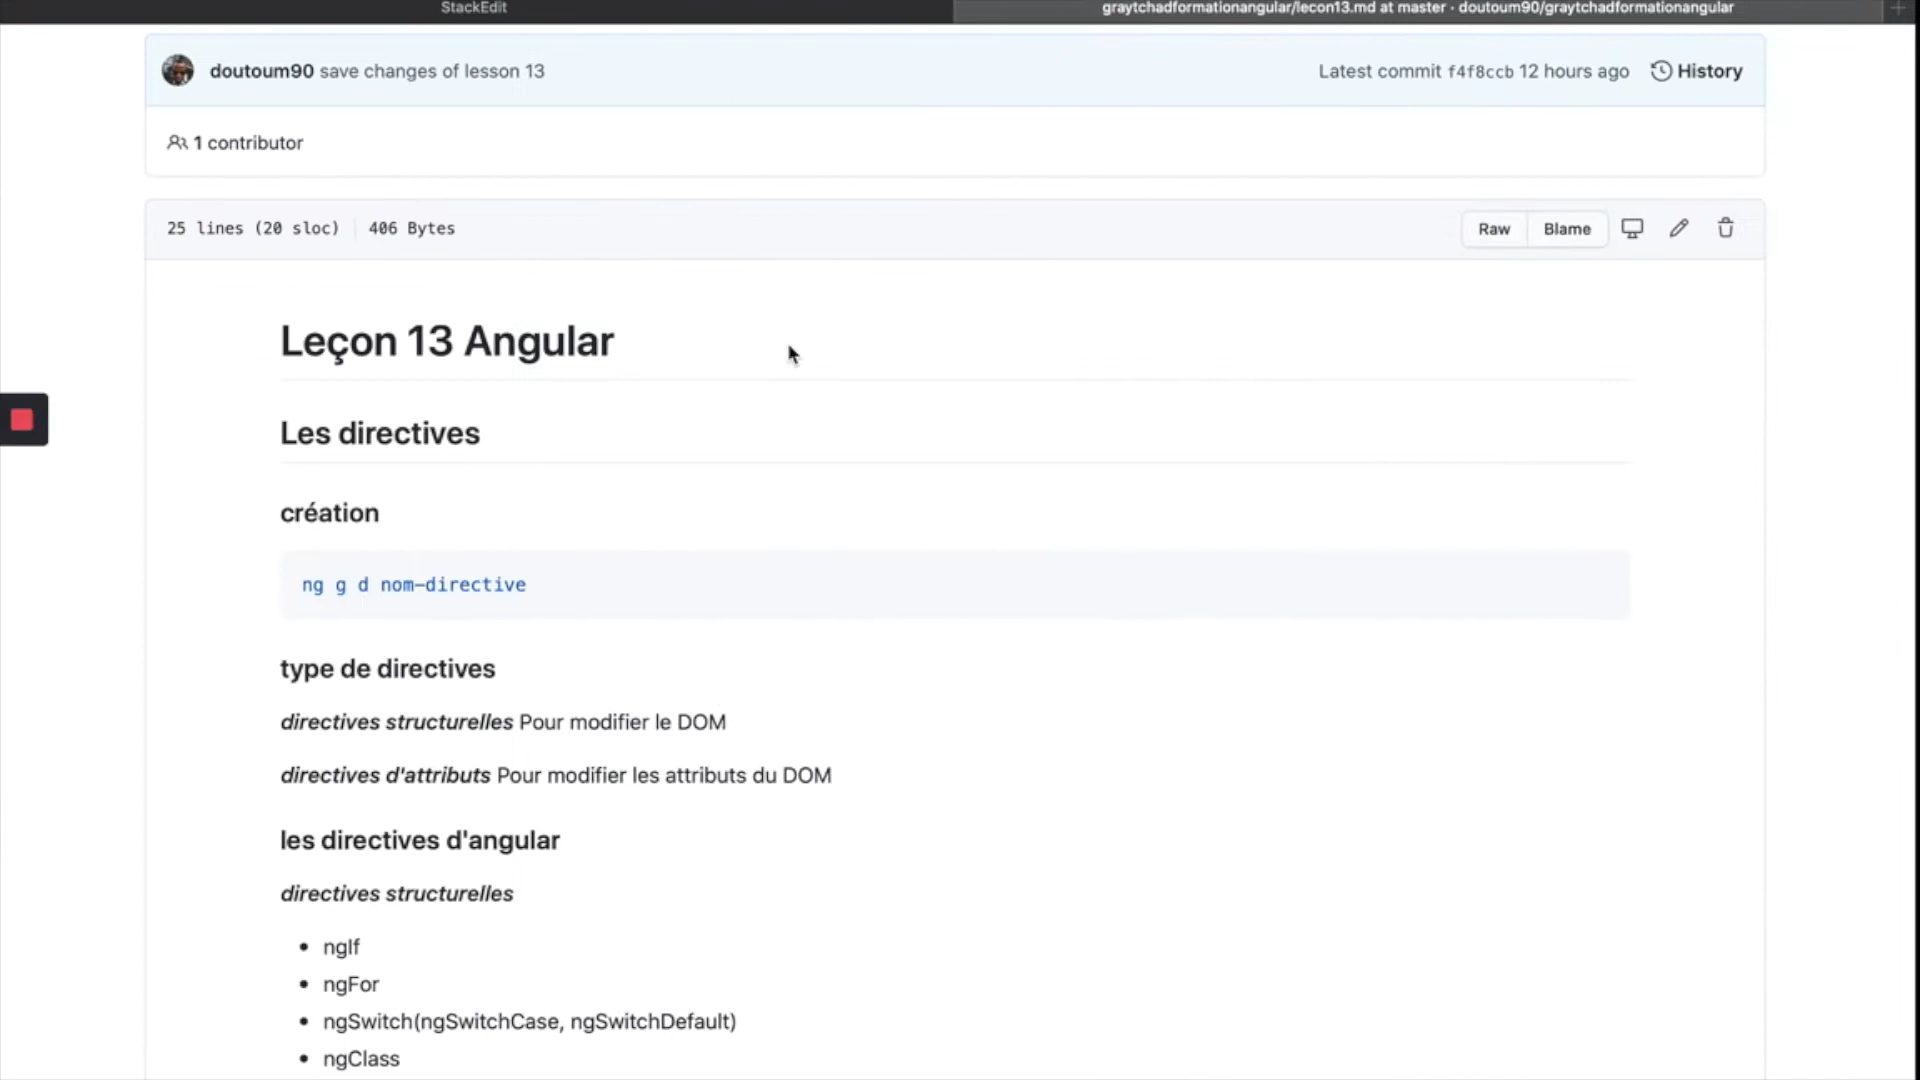 StackEdit
graytchadformationangular/lecon13.md at master · doutoum90/graytchadformationangular
doutoum90 save changes of lesson 13
Latest commit f4f8ccb 12 hours ago
History
1 contributor
25 lines (20 sloc)
406 Bytes
Raw
Blame
Leçon 13 Angular
Les directives
création
ng g d nom-directive
type de directives
directives structurelles Pour modifier le DOM
directives d'attributs Pour modifier les attributs du DOM
les directives d'angular
directives structurelles
• ngIf
• ngFor
• ngSwitch(ngSwitchCase, ngSwitchDefault)
• ngClass